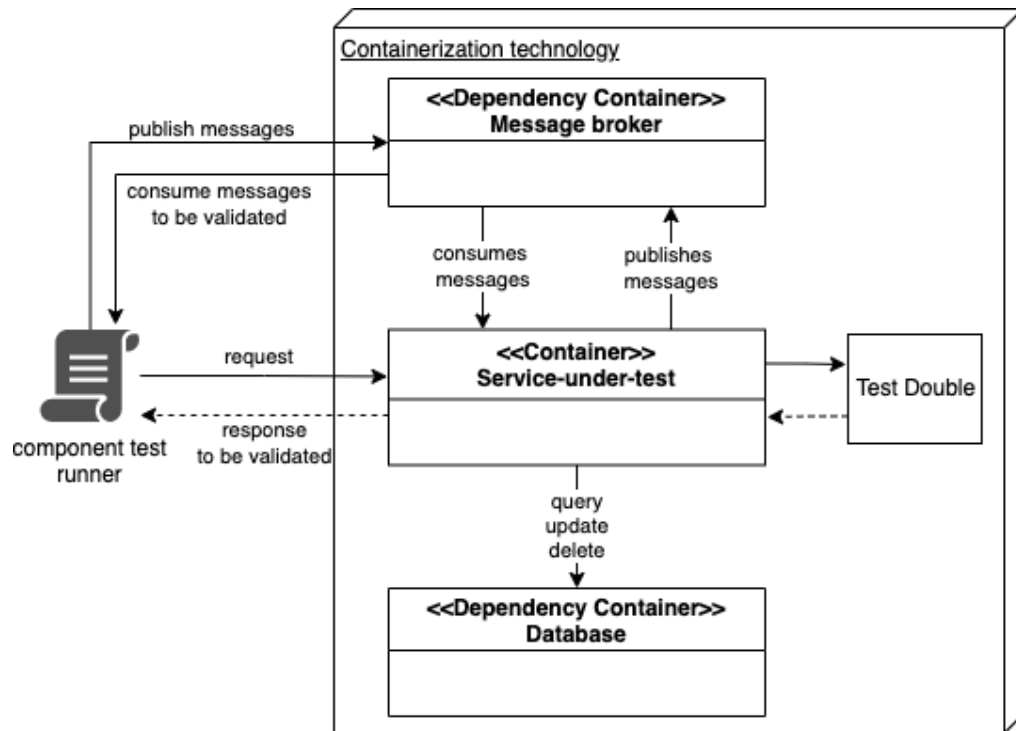 Containerization technology
<<Dependency Container>>
Message broker
publish messages
consume messages
to be validated
consumes
messages
publishes
messages
<<Container>>
Service-under-test
request
response
to be validated
component test
runner
Test Double
query
update
delete
<<Dependency Container>>
Database